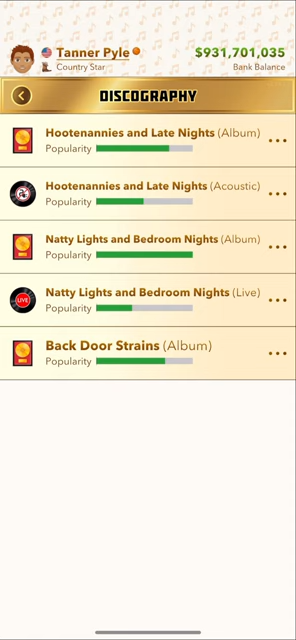 Tanner Pyle
$931,701,035
Country Star
Bank Balance
DISCOGRAPHY
Hootenannies and Late Nights (Album)
Popularity
Hootenannies and Late Nights (Acoustic)
Popularity
Natty Lights and Bedroom Nights (Album)
Popularity
Natty Lights and Bedroom Nights (Live)
LIVE
Popularity
Back Door Strains (Album)
Popularity